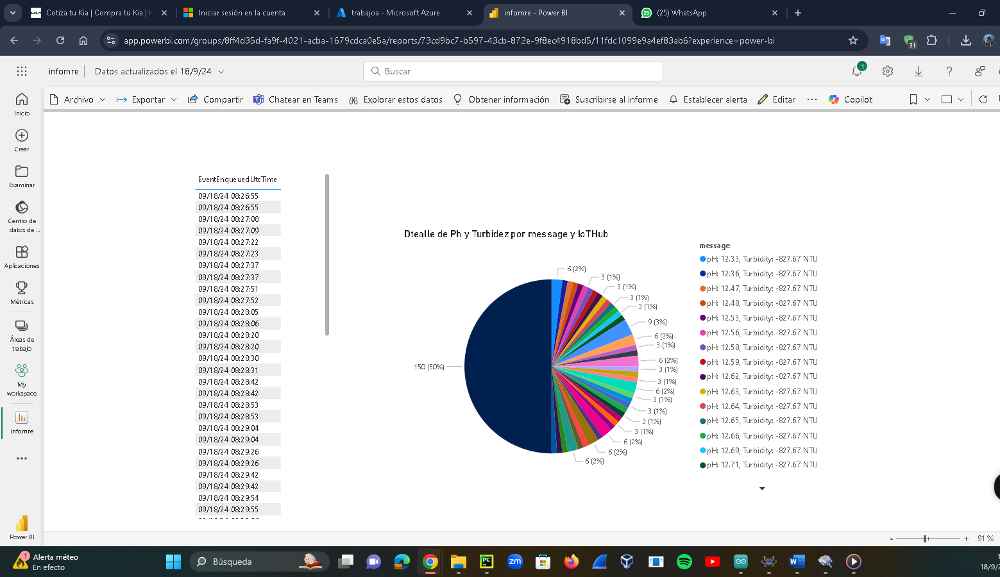 Cotiza tu Kia | Compra tu Kia | K
Iniciar sesión en la cuenta
trabajoa - Microsoft Azure
infomre - Power BI
(25) WhatsApp
app.powerbi.com/groups/8ff4d35d-fa9f-4021-acba-1679cdca0e5a/reports/73cd9bc7-b597-43cb-872e-9f8ec4918bd5/11fdc1099e9a4ef83ab6?experience=power-bi
31
infomre
Datos actualizados el 18/9/24
Buscar
1
Archivo
Exportar
Compartir
Chatear en Teams
Explorar estos datos
Obtener información
Suscribirse al informe
Establecer alerta
Editar
Copilot
Inicio
Crear
Examinar
Centro de
datos de ...
Aplicaciones
Métricas
Áreas de
trabajo
My
workspace
infomre
Power BI
EventEnqueuedUtcTime
09/18/24 08:26:55
09/18/24 08:26:55
09/18/24 08:27:08
09/18/24 08:27:09
09/18/24 08:27:22
09/18/24 08:27:23
09/18/24 08:27:37
09/18/24 08:27:37
09/18/24 08:27:51
09/18/24 08:27:52
09/18/24 08:28:05
09/18/24 08:28:06
09/18/24 08:28:20
09/18/24 08:28:20
09/18/24 08:28:30
09/18/24 08:28:31
09/18/24 08:28:42
09/18/24 08:28:42
09/18/24 08:28:53
09/18/24 08:28:53
09/18/24 08:29:04
09/18/24 08:29:04
09/18/24 08:29:26
09/18/24 08:29:26
09/18/24 08:29:42
09/18/24 08:29:42
09/18/24 08:29:54
09/18/24 08:29:55
Dtealle de Ph y Turbidez por message y IoTHub
6 (2%)
3 (1%)
3 (1%)
3 (1%)
3 (1%)
9 (3%)
6 (2%)
3 (1%)
6 (2%)
3 (1%)
3 (1%)
6 (2%)
3 (1%)
3 (1%)
3 (1%)
3 (1%)
6 (2%)
6 (2%)
6 (2%)
150 (50%)
message
pH: 12.33, Turbidity: -827.67 NTU
pH: 12.36, Turbidity: -827.67 NTU
pH: 12.47, Turbidity: -827.67 NTU
pH: 12.48, Turbidity: -827.67 NTU
pH: 12.53, Turbidity: -827.67 NTU
pH: 12.56, Turbidity: -827.67 NTU
pH: 12.58, Turbidity: -827.67 NTU
pH: 12.59, Turbidity: -827.67 NTU
pH: 12.62, Turbidity: -827.67 NTU
pH: 12.63, Turbidity: -827.67 NTU
pH: 12.64, Turbidity: -827.67 NTU
pH: 12.65, Turbidity: -827.67 NTU
pH: 12.66, Turbidity: -827.67 NTU
pH: 12.69, Turbidity: -827.67 NTU
pH: 12.71, Turbidity: -827.67 NTU
91 %
1
Alerta méteo
En efecto
Búsqueda
zm
18/9/2